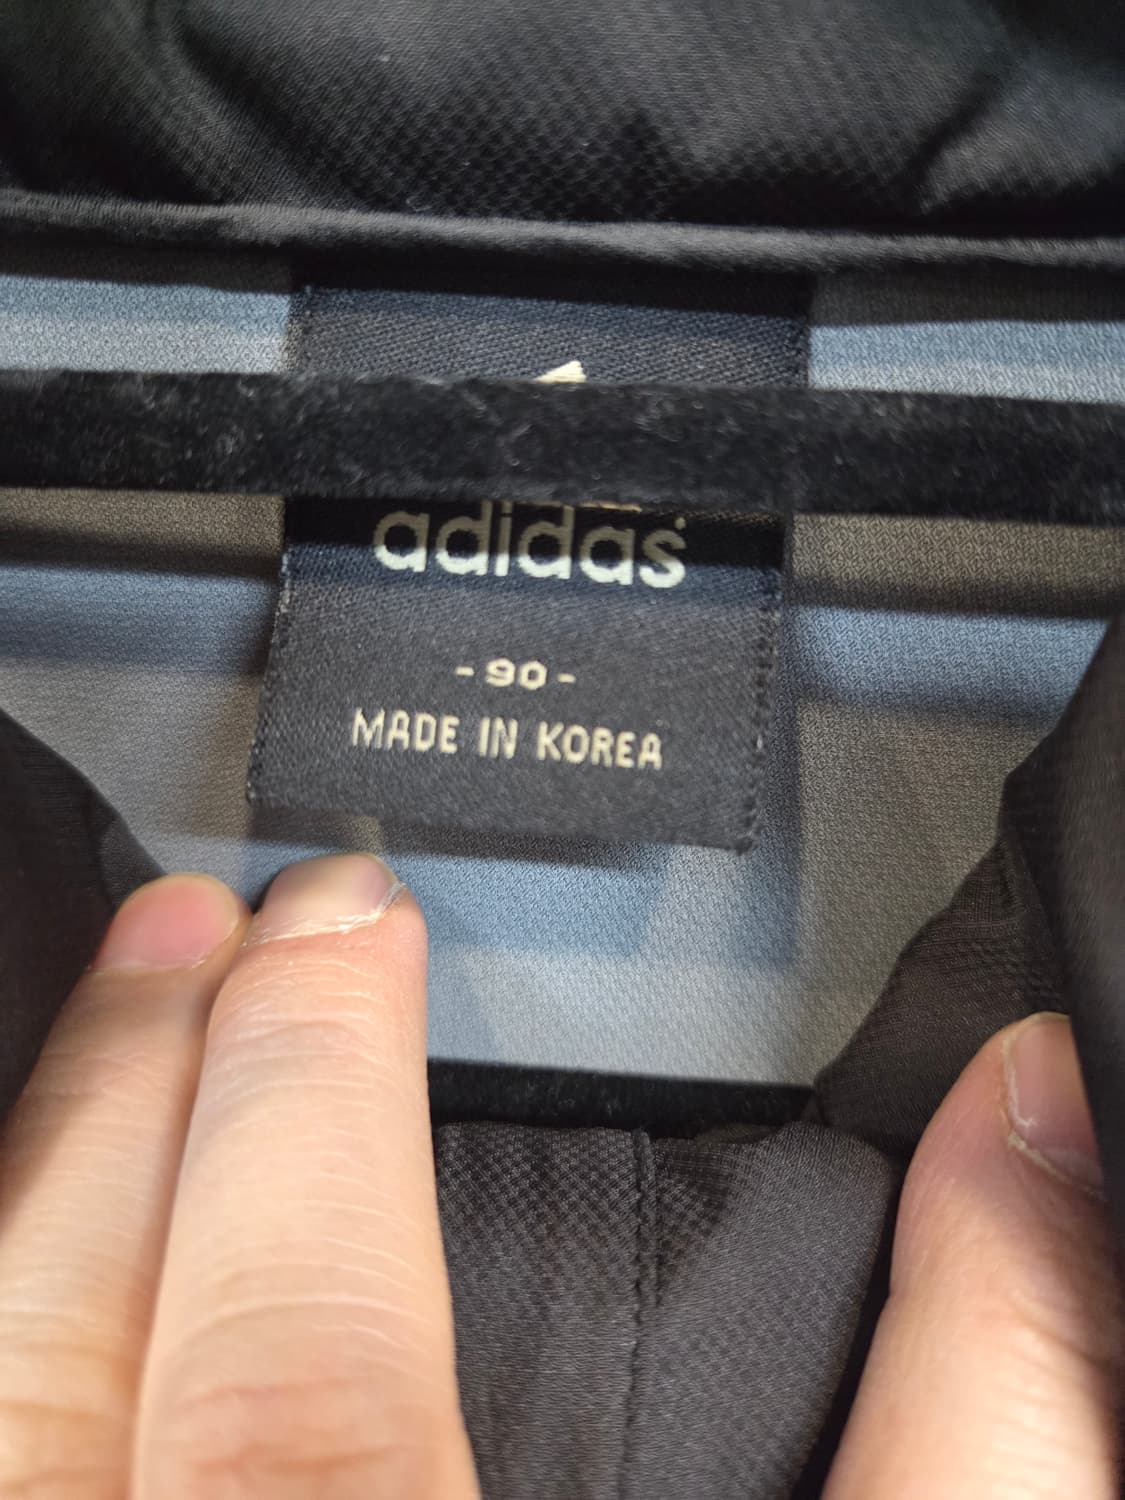 adidas
-90-
MADE IN KOREA